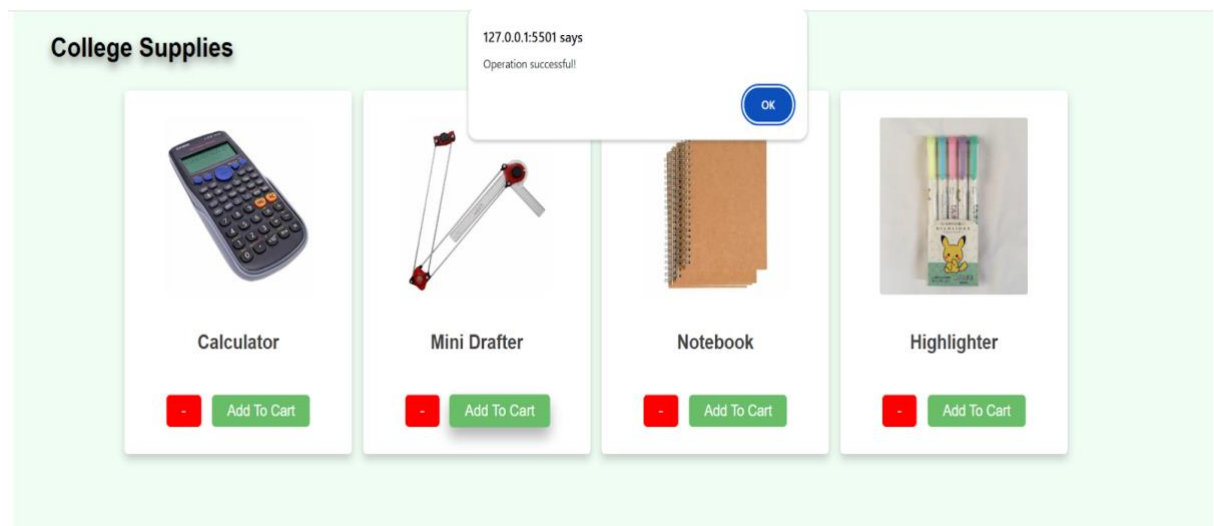 127.0.0.1:5501 says
Operation successful!
OK
College Supplies
Calculator
Mini Drafter
Notebook
Highlighter
- Add To Cart
- Add To Cart
- Add To Cart
- Add To Cart